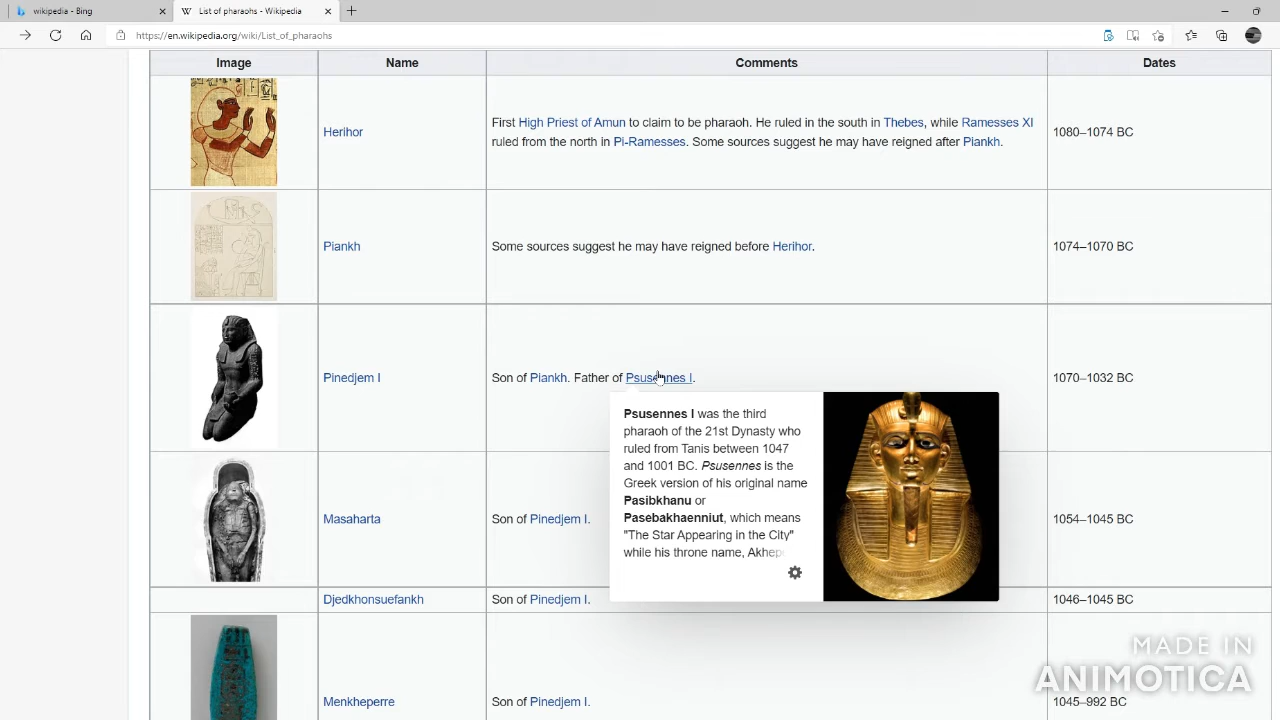 wikipedia - Bing
List of pharaohs - Wikipedia
https://en.wikipedia.org/wiki/List_of_pharaohs
Image
Name
Comments
Dates
Herihor
First High Priest of Amun to claim to be pharaoh. He ruled in the south in Thebes, while Ramesses XI
ruled from the north in Pi-Ramesses. Some sources suggest he may have reigned after Piankh.
1080–1074 BC
Piankh
Some sources suggest he may have reigned before Herihor.
1074–1070 BC
Pinedjem I
Son of Piankh. Father of Psusennes I.
1070–1032 BC
Psusennes I was the third
pharaoh of the 21st Dynasty who
ruled from Tanis between 1047
and 1001 BC. Psusennes is the
Greek version of his original name
Pasibkhanu or
Pasebakhaenniut, which means
"The Star Appearing in the City"
while his throne name, Akhep
Masaharta
Son of Pinedjem I.
1054–1045 BC
Djedkhonsuefankh
Son of Pinedjem I.
1046–1045 BC
Menkheperre
Son of Pinedjem I.
1045–992 BC
MADE IN
ANIMOTICA